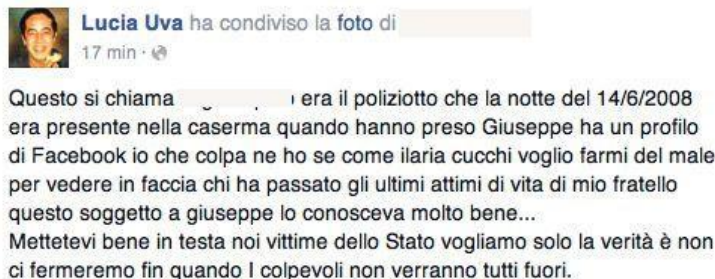 Lucia Uva ha condiviso la foto di
17 min ·
Questo si chiama era il poliziotto che la notte del 14/6/2008
era presente nella caserma quando hanno preso Giuseppe ha un profilo
di Facebook io che colpa ne ho se come ilaria cucchi voglio farmi del male
per vedere in faccia chi ha passato gli ultimi attimi di vita di mio fratello
questo soggetto a giuseppe lo conosceva molto bene...
Mettetevi bene in testa noi vittime dello Stato vogliamo solo la verità è non
ci fermeremo fin quando I colpevoli non verranno tutti fuori.